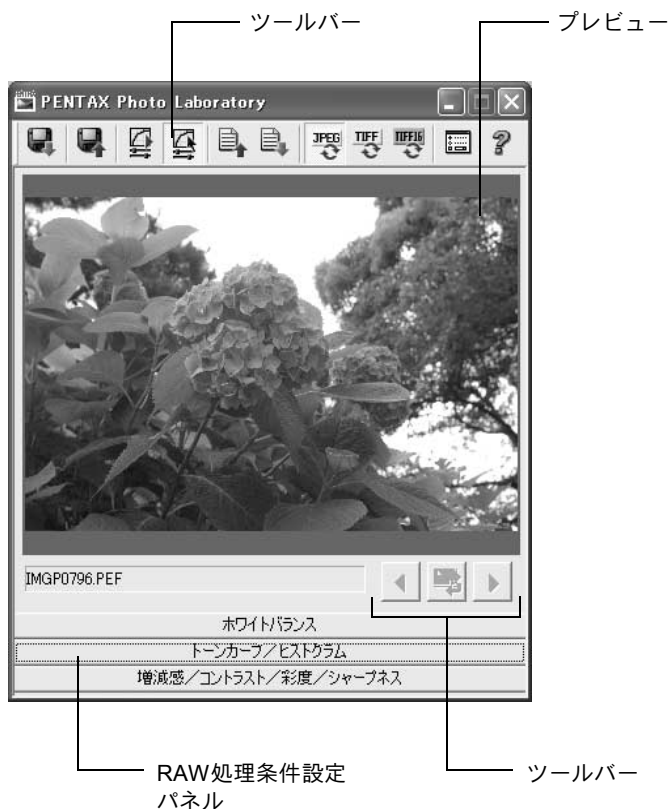 ツールバー
プレビュー
PENTAX Photo Laboratory
JPEG
TIFF
TIFF16
IMGP0796.PEF
ホワイトバランス
トーンカーブ/ヒストグラム
増減感/コントラスト/彩度/シャープネス
RAW処理条件設定
パネル
ツールバー